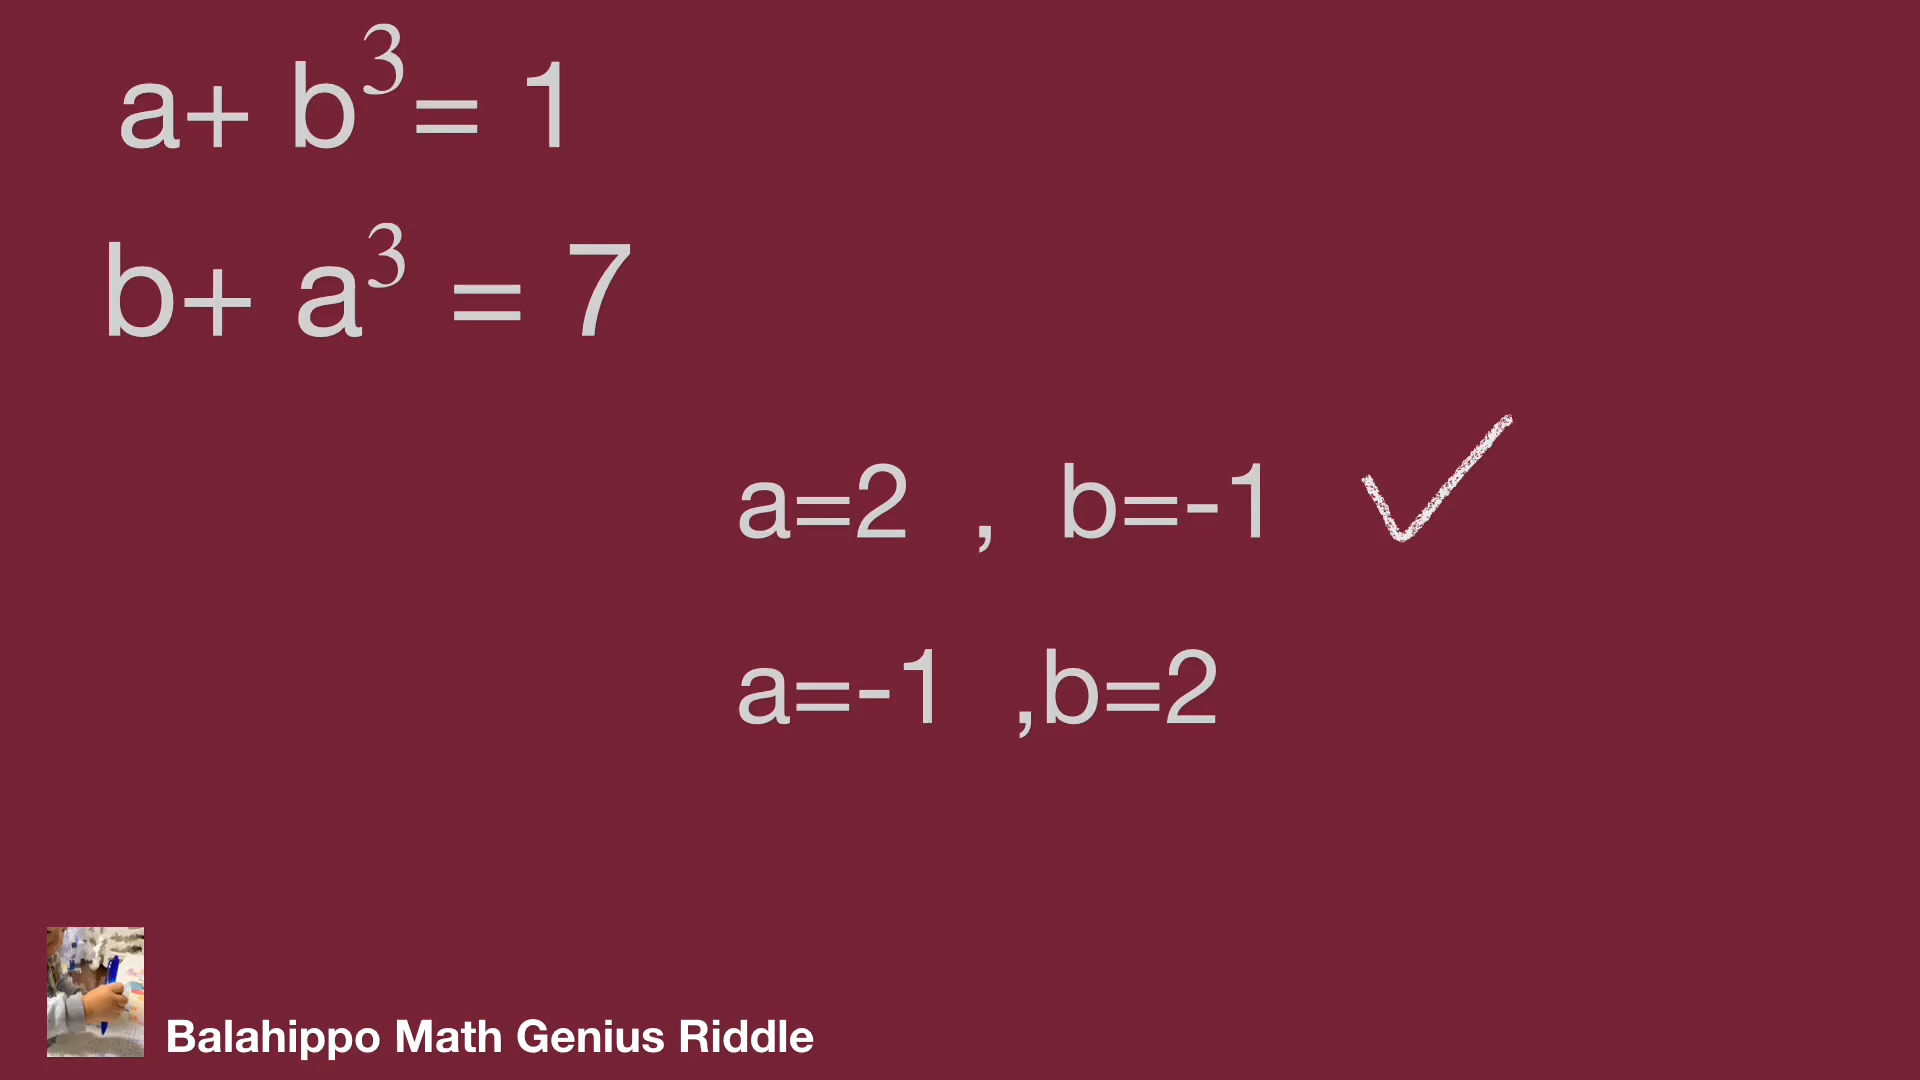 a+ b³= 1
b+ a³ = 7
a=2 , b=-1
a=-1 ,b=2
Balahippo Math Genius Riddle